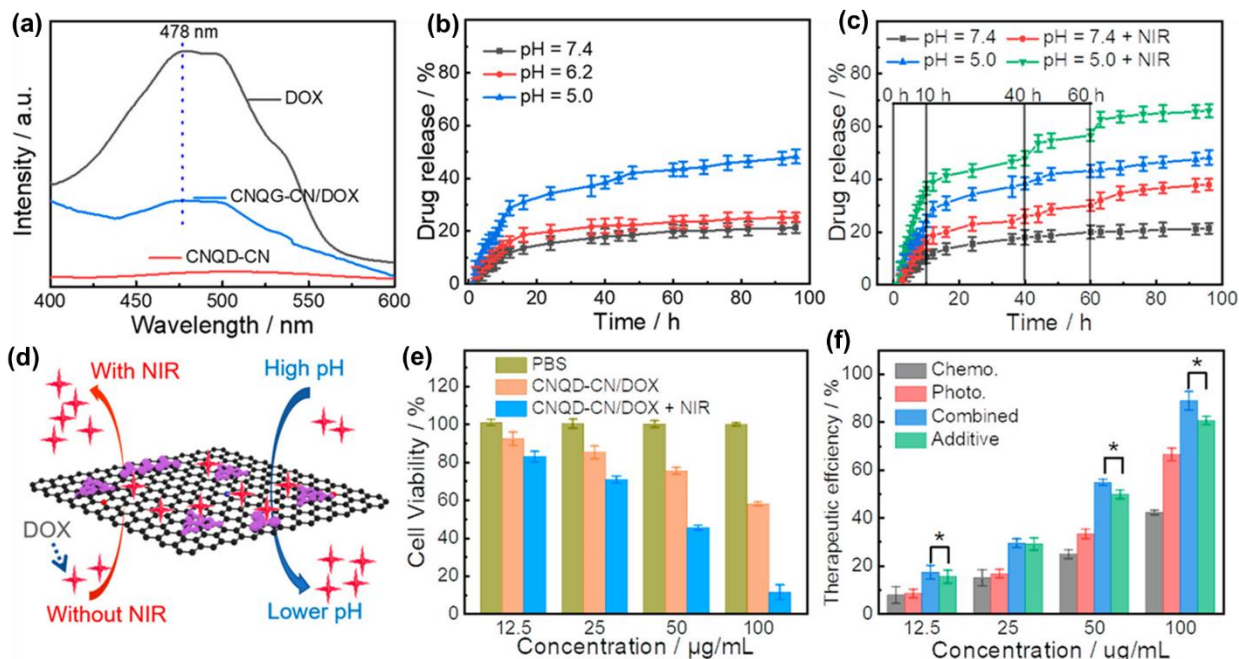 (a)
478 nm
DOX
CNQG-CN/DOX
CNQD-CN
Intensity / a.u.
400 450 500 550 600
Wavelength / nm
(b)
pH = 7.4
pH = 6.2
pH = 5.0
Drug release / %
80
60
40
20
0
0 20 40 60 80 100
Time / h
(c)
pH = 7.4 pH = 7.4 + NIR
pH = 5.0 pH = 5.0 + NIR
0 h 10 h 40 h 60 h
Drug release / %
80
60
40
20
0
0 20 40 60 80 100
Time / h
(d)
With NIR
High pH
DOX
Without NIR
Lower pH
(e)
PBS
CNQD-CN/DOX
CNQD-CN/DOX + NIR
Cell Viability / %
120
100
80
60
40
20
0
12.5 25 50 100
Concentration / μg/mL
(f)
Chemo.
Photo.
Combined
Additive
* * *
Therapeutic effciency / %
100
80
60
40
20
0
12.5 25 50 100
Concentration / ug/mL